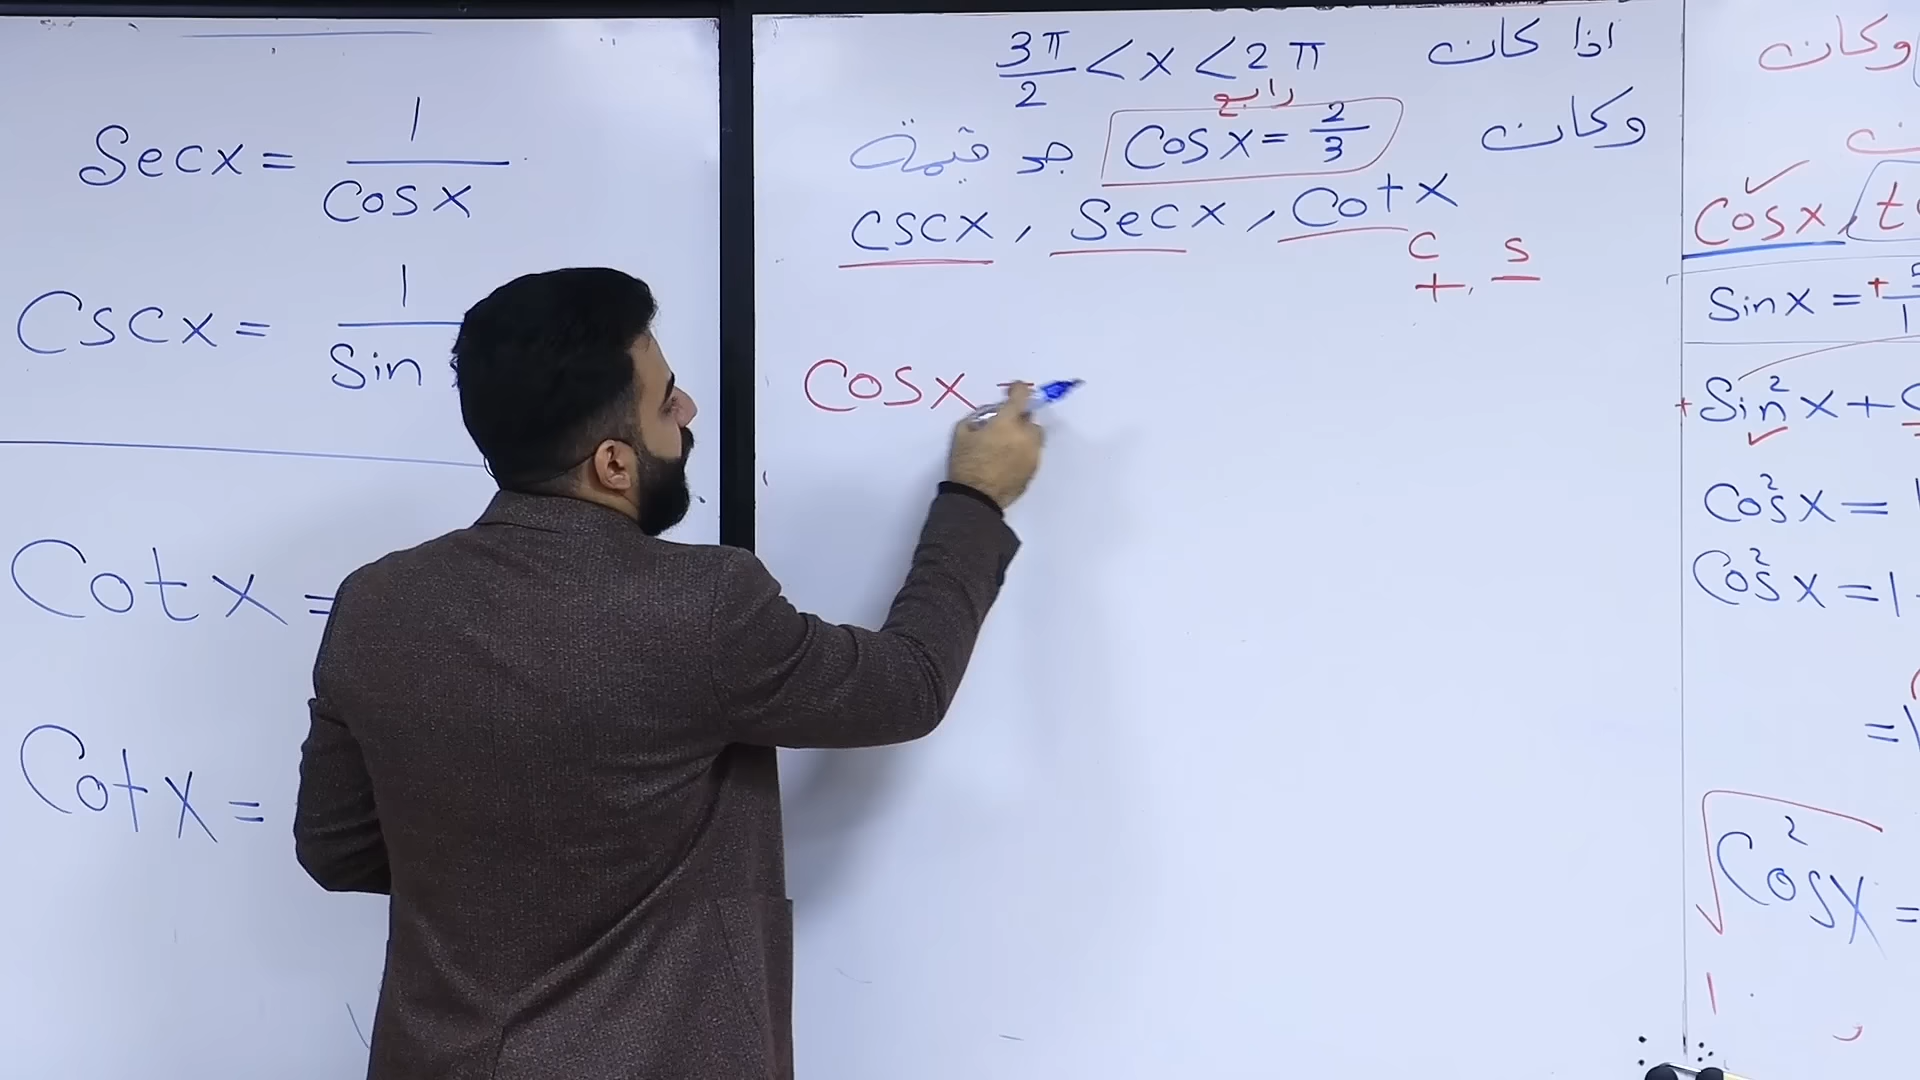 Secx = 1/Cosx
Cscx = 1/Sin
Cotx =
Cotx =
اذا كان 3π/2 < x < 2π
رابع
وكان Cosx = 2/3 جد قيمة
cscx , Secx , Cotx
C S
+ , -
Cosx =
وكان
Cosx , t
Sinx = +
+ Sin²x +
Cos²x =
Cos²x = 1
=
Cos²x =